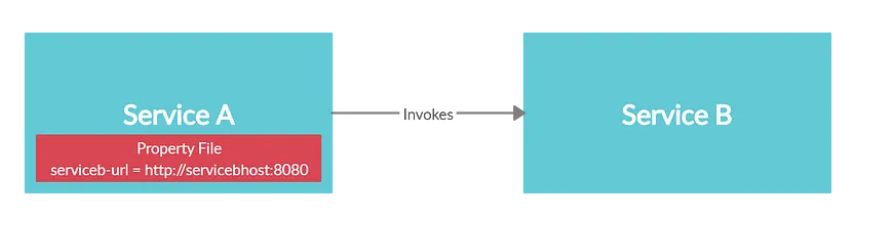 Service A
Property File
serviceb-url = http://servicebhost:8080
Invokes
Service B